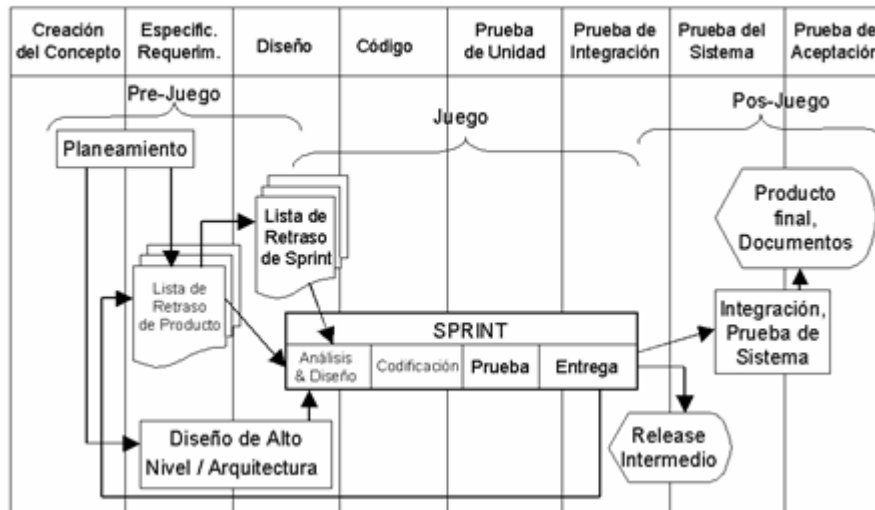 Creación
del Concepto
Especific.
Requerim.
Diseño
Código
Prueba
de Unidad
Prueba de
Integración
Prueba del
Sistema
Prueba de
Aceptación
Pre-Juego
Juego
Pos-Juego
Planeamiento
Lista de
Retraso
de Sprint
Producto
final,
Documentos
Lista de
Retraso
de Producto
Integración,
Prueba de
Sistema
SPRINT
Análisis
& Diseño
Codificación
Prueba
Entrega
Diseño de Alto
Nivel / Arquitectura
Release
Intermedio